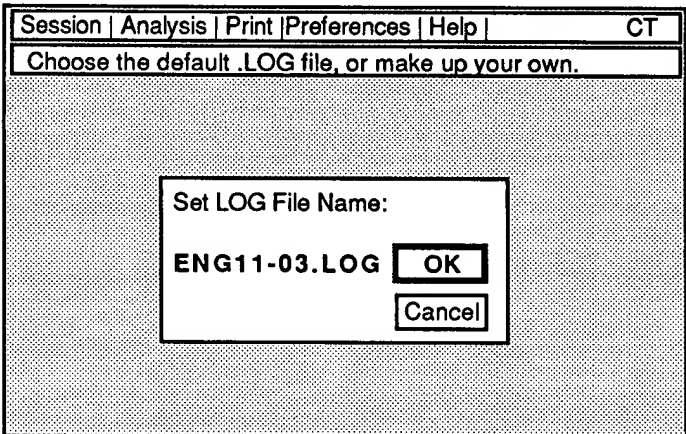 Session | Analysis | Print |Preferences | Help | CT
Choose the default .LOG file, or make up your own.
Set LOG File Name:
ENG11-03.LOG OK
Cancel